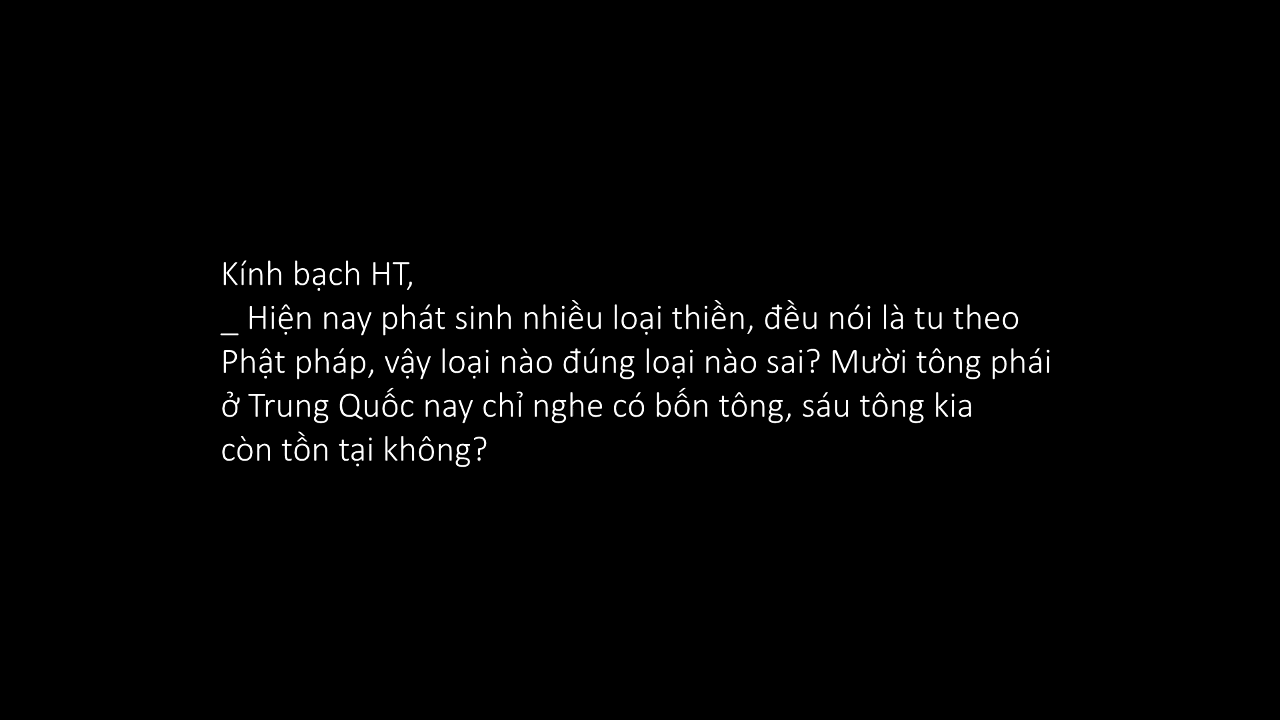 Kính bạch HT,
_ Hiện nay phát sinh nhiều loại thiền, đều nói là tu theo
Phật pháp, vậy loại nào đúng loại nào sai? Mười tông phái
ở Trung Quốc nay chỉ nghe có bốn tông, sáu tông kia
còn tồn tại không?